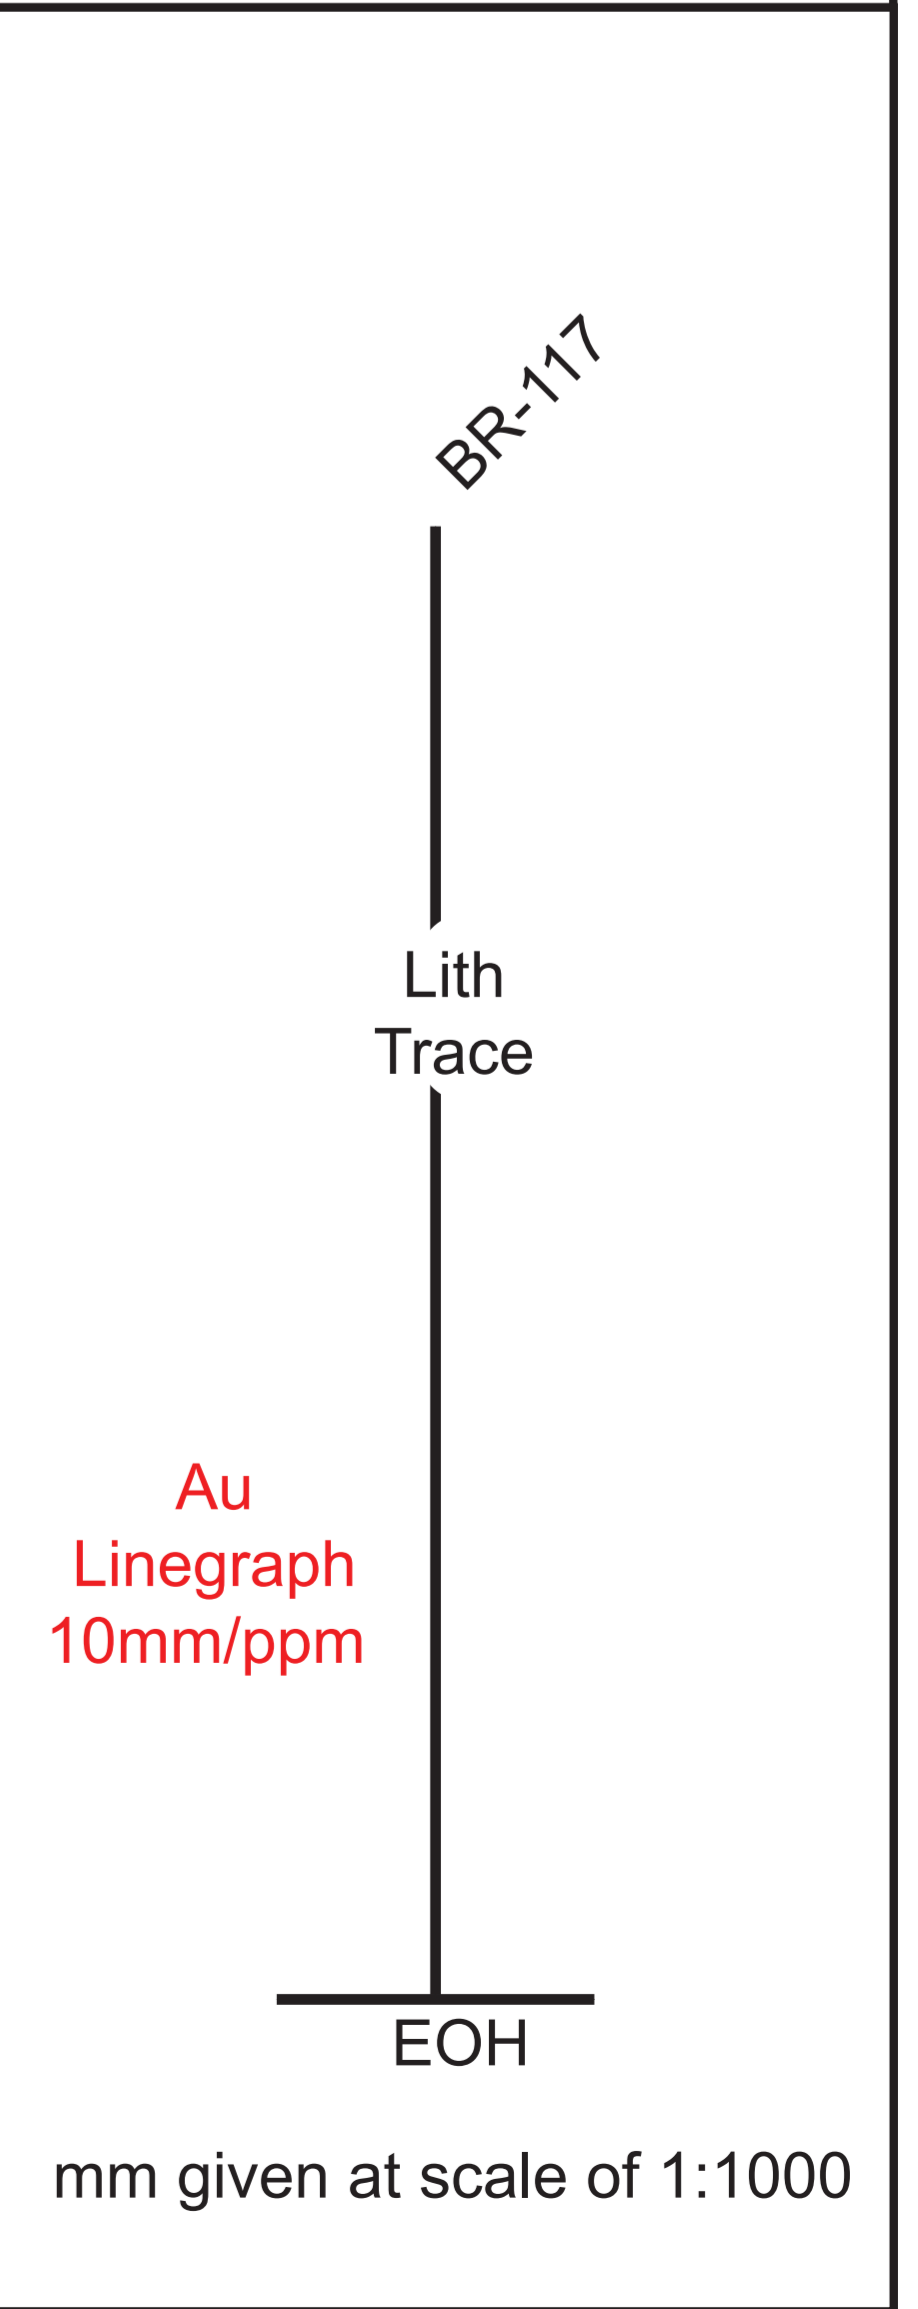 BR-117
Lith
Trace
Au
Linegraph
10mm/ppm
EOH
mm given at scale of 1:1000